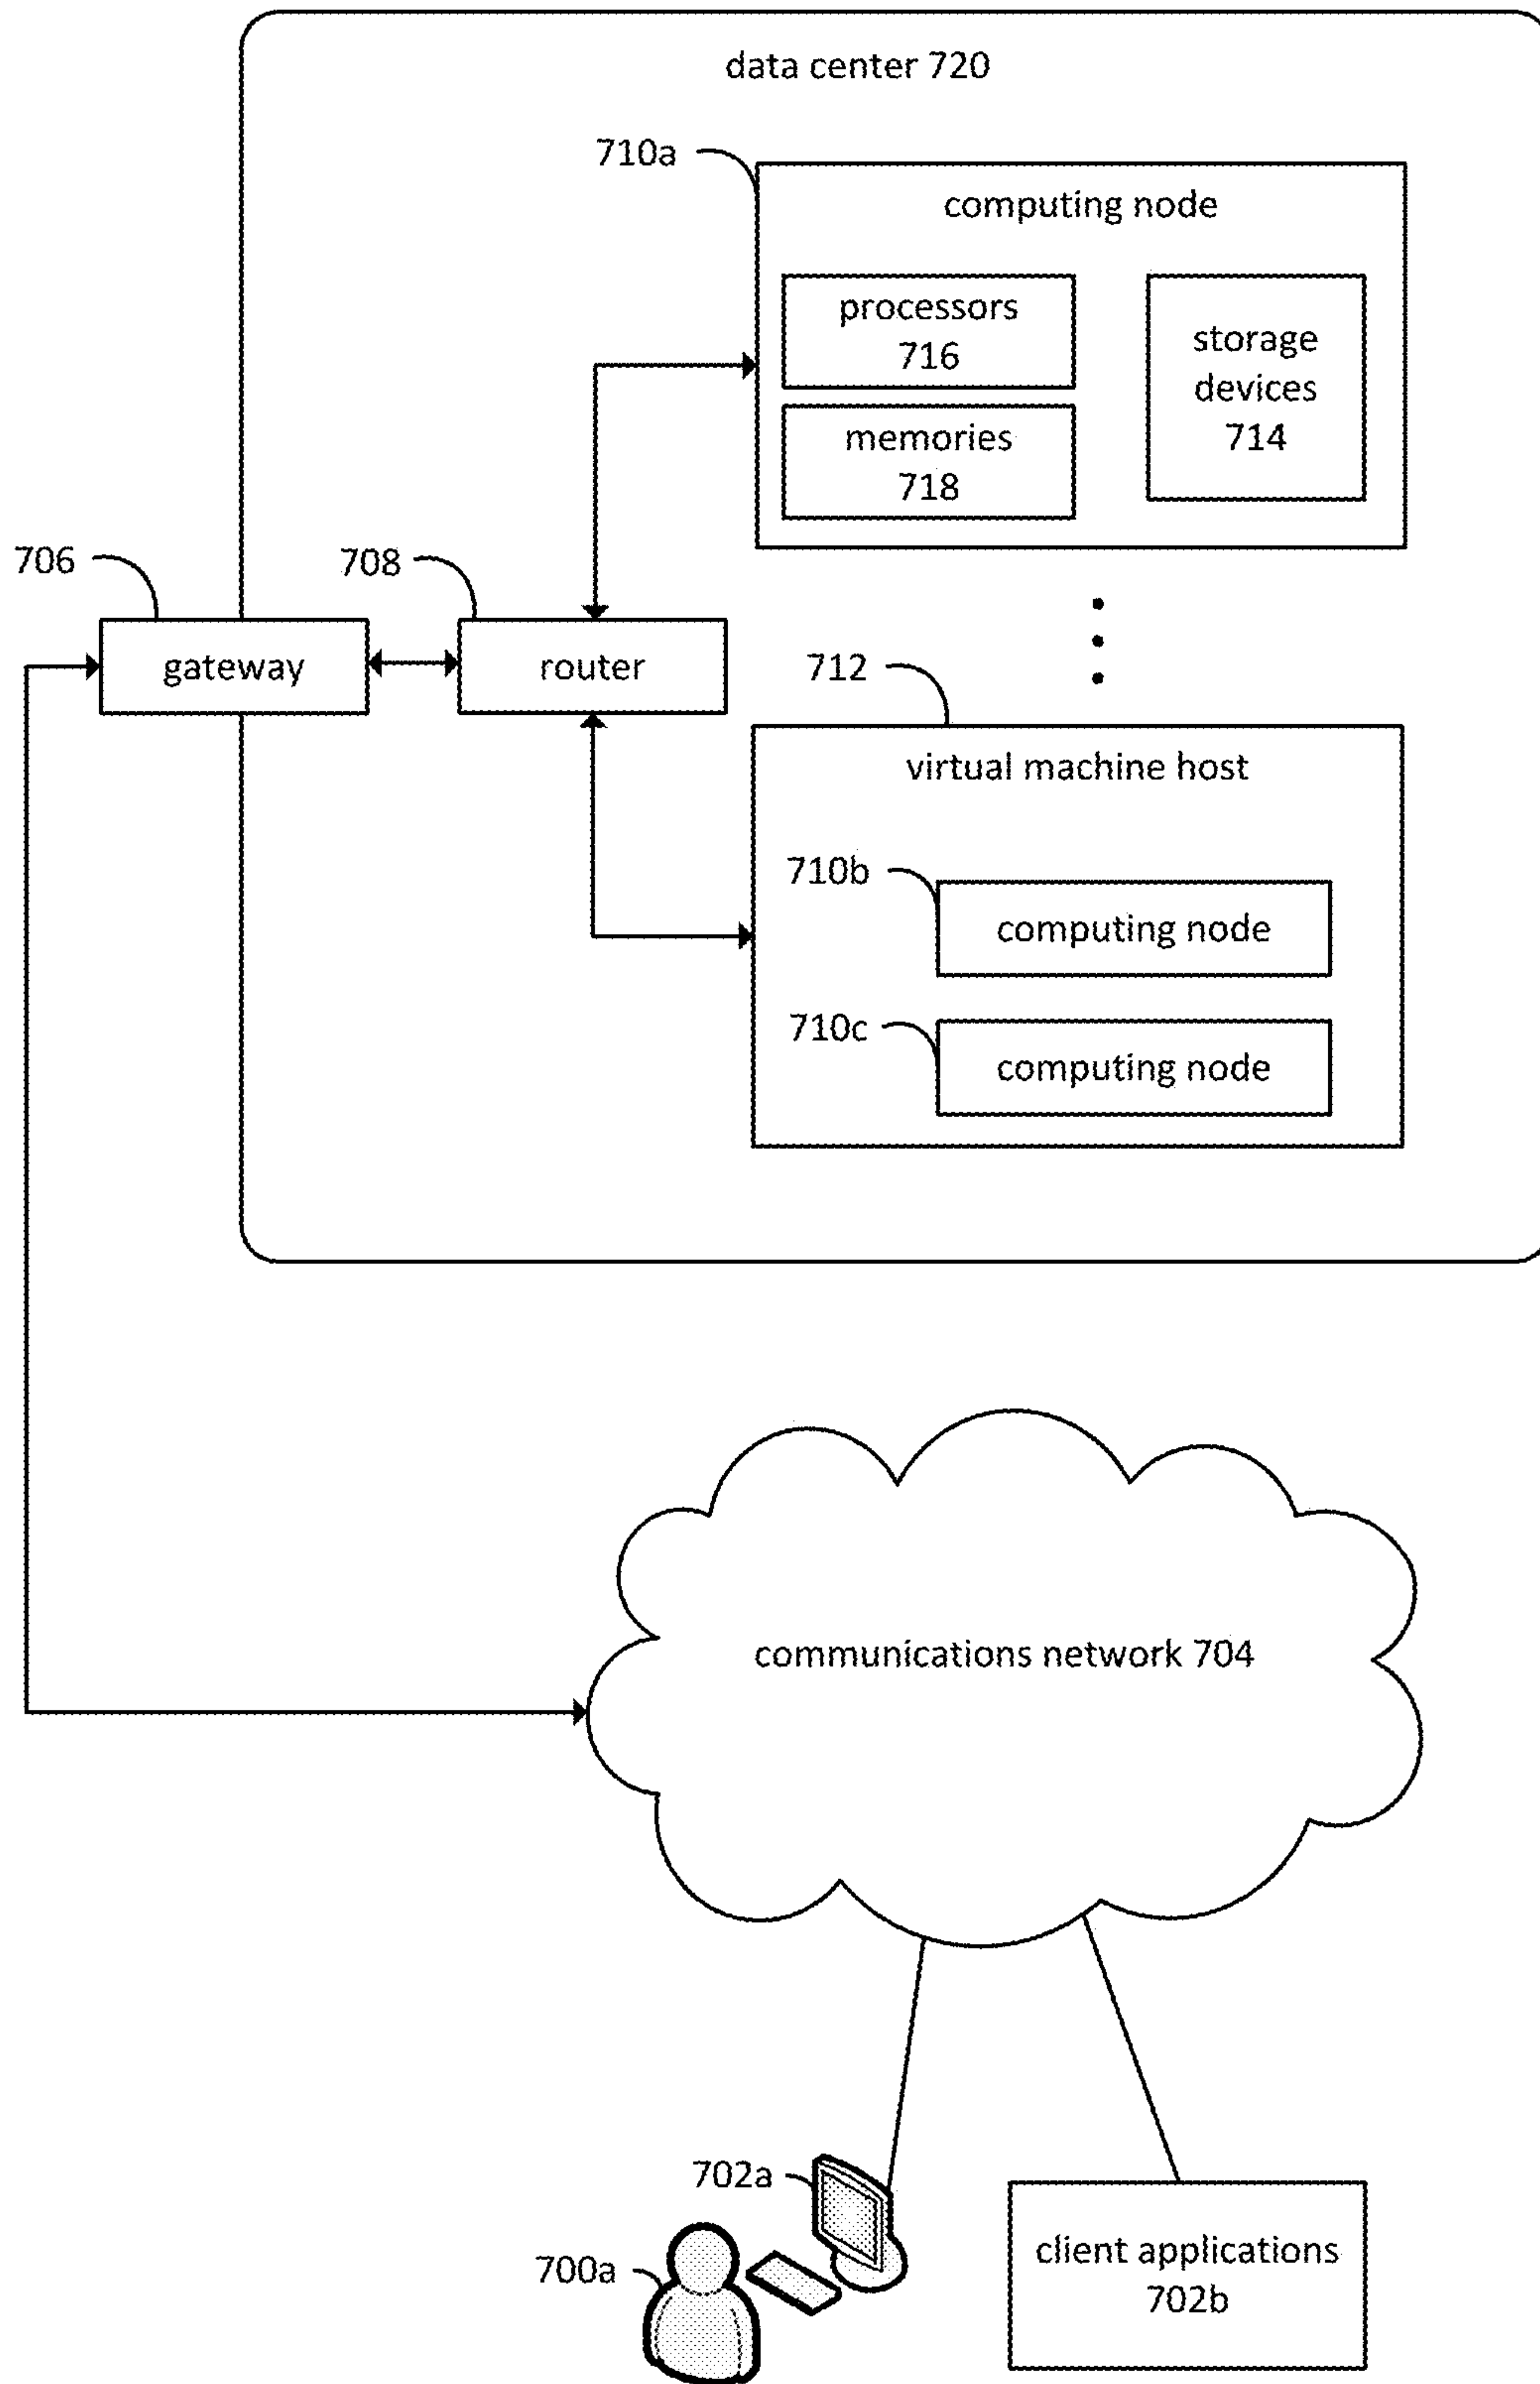 data center 720
710a
computing node
processors
716
storage
devices
714
memories
718
706
708
gateway
router
712
virtual machine host
710b
computing node
710c
computing node
communications network 704
702a
700a
client applications
702b